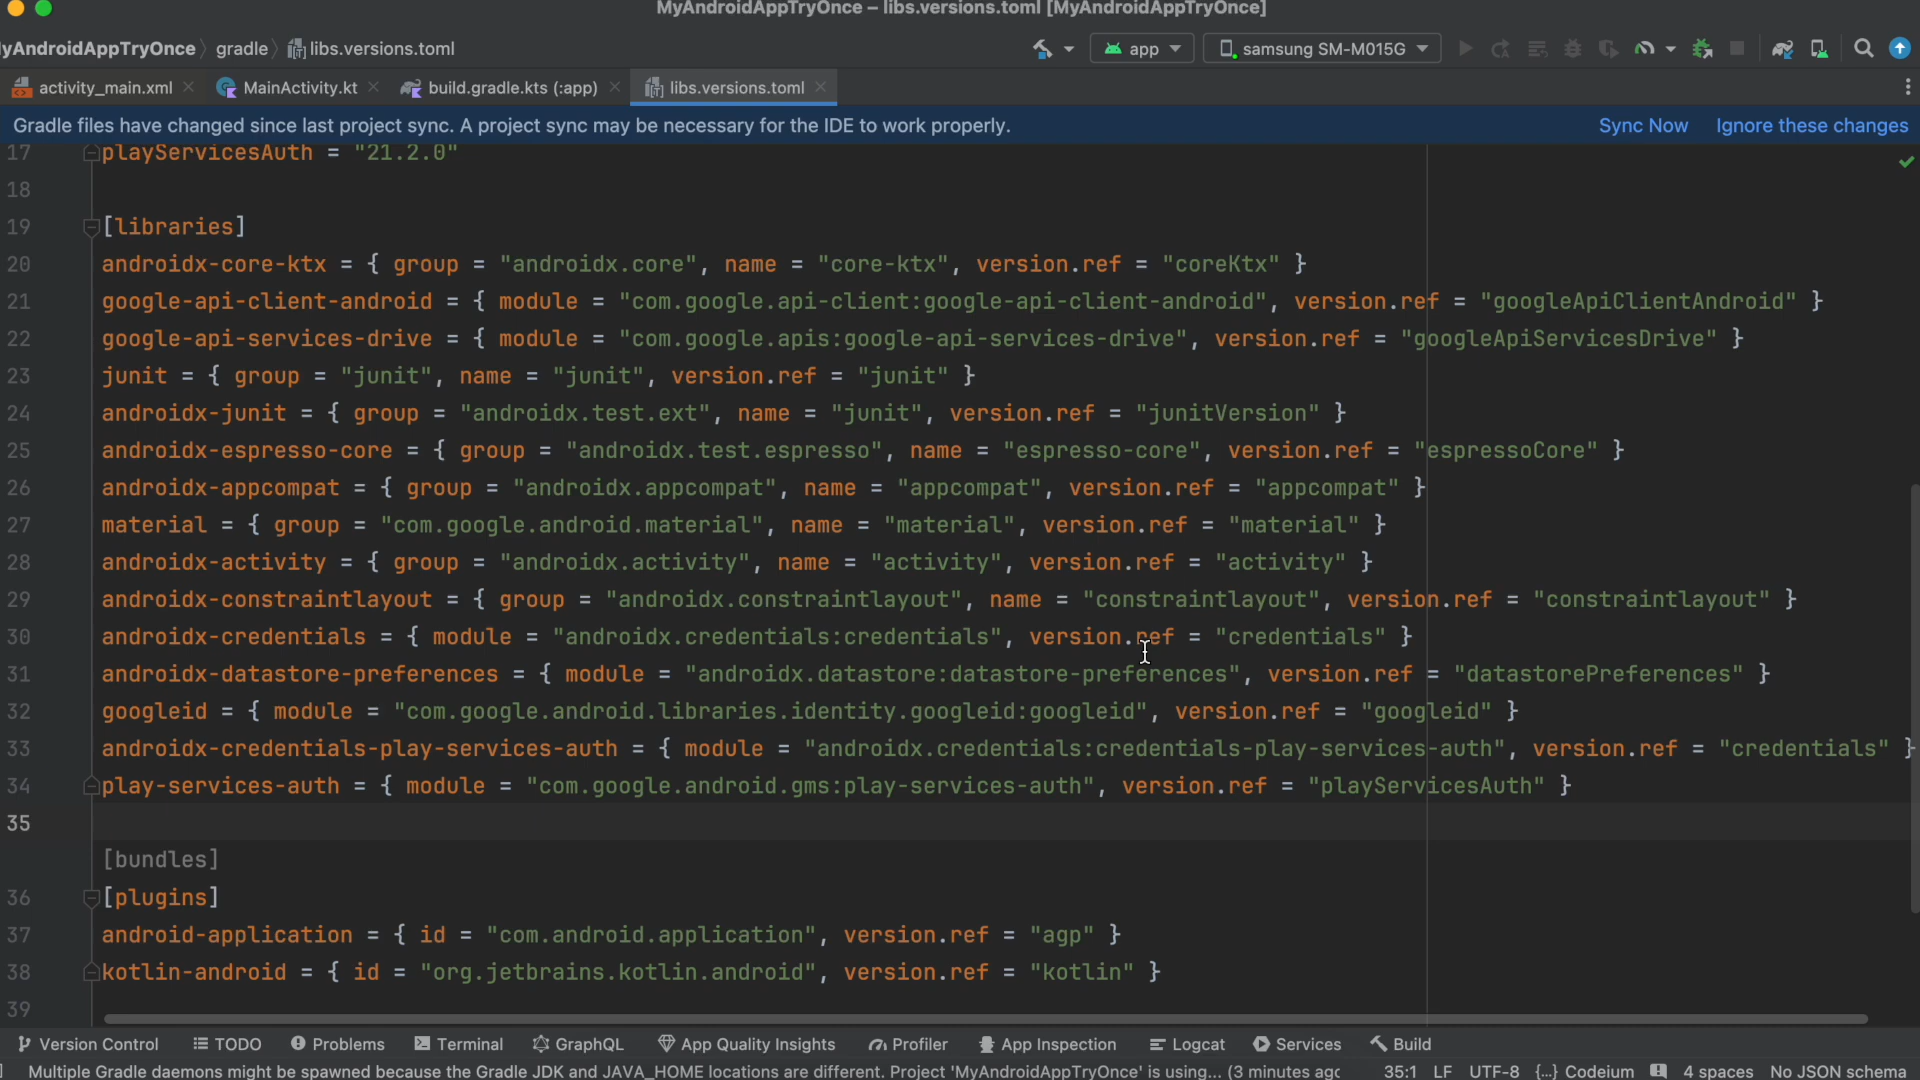 MyAndroidAppTryOnce – libs.versions.toml [MyAndroidAppTryOnce]
lyAndroidAppTryOnce gradle libs.versions.toml app samsung SM-M015G
activity_main.xml MainActivity.kt build.gradle.kts (:app) libs.versions.toml
Gradle files have changed since last project sync. A project sync may be necessary for the IDE to work properly. Sync Now Ignore these changes
17 playServicesAuth = "21.2.0"
18
19 [libraries]
20 androidx-core-ktx = { group = "androidx.core", name = "core-ktx", version.ref = "coreKtx" }
21 google-api-client-android = { module = "com.google.api-client:google-api-client-android", version.ref = "googleApiClientAndroid" }
22 google-api-services-drive = { module = "com.google.apis:google-api-services-drive", version.ref = "googleApiServicesDrive" }
23 junit = { group = "junit", name = "junit", version.ref = "junit" }
24 androidx-junit = { group = "androidx.test.ext", name = "junit", version.ref = "junitVersion" }
25 androidx-espresso-core = { group = "androidx.test.espresso", name = "espresso-core", version.ref = "espressoCore" }
26 androidx-appcompat = { group = "androidx.appcompat", name = "appcompat", version.ref = "appcompat" }
27 material = { group = "com.google.android.material", name = "material", version.ref = "material" }
28 androidx-activity = { group = "androidx.activity", name = "activity", version.ref = "activity" }
29 androidx-constraintlayout = { group = "androidx.constraintlayout", name = "constraintlayout", version.ref = "constraintlayout" }
30 androidx-credentials = { module = "androidx.credentials:credentials", version.ref = "credentials" }
31 androidx-datastore-preferences = { module = "androidx.datastore:datastore-preferences", version.ref = "datastorePreferences" }
32 googleid = { module = "com.google.android.libraries.identity.googleid:googleid", version.ref = "googleid" }
33 androidx-credentials-play-services-auth = { module = "androidx.credentials:credentials-play-services-auth", version.ref = "credentials" }
34 play-services-auth = { module = "com.google.android.gms:play-services-auth", version.ref = "playServicesAuth" }
35
[bundles]
36 [plugins]
37 android-application = { id = "com.android.application", version.ref = "agp" }
38 kotlin-android = { id = "org.jetbrains.kotlin.android", version.ref = "kotlin" }
39
Version Control TODO Problems Terminal GraphQL App Quality Insights Profiler App Inspection Logcat Services Build
Multiple Gradle daemons might be spawned because the Gradle JDK and JAVA_HOME locations are different. Project 'MyAndroidAppTryOnce' is using... (3 minutes agc 35:1 LF UTF-8 {...} Codeium 4 spaces No JSON schema